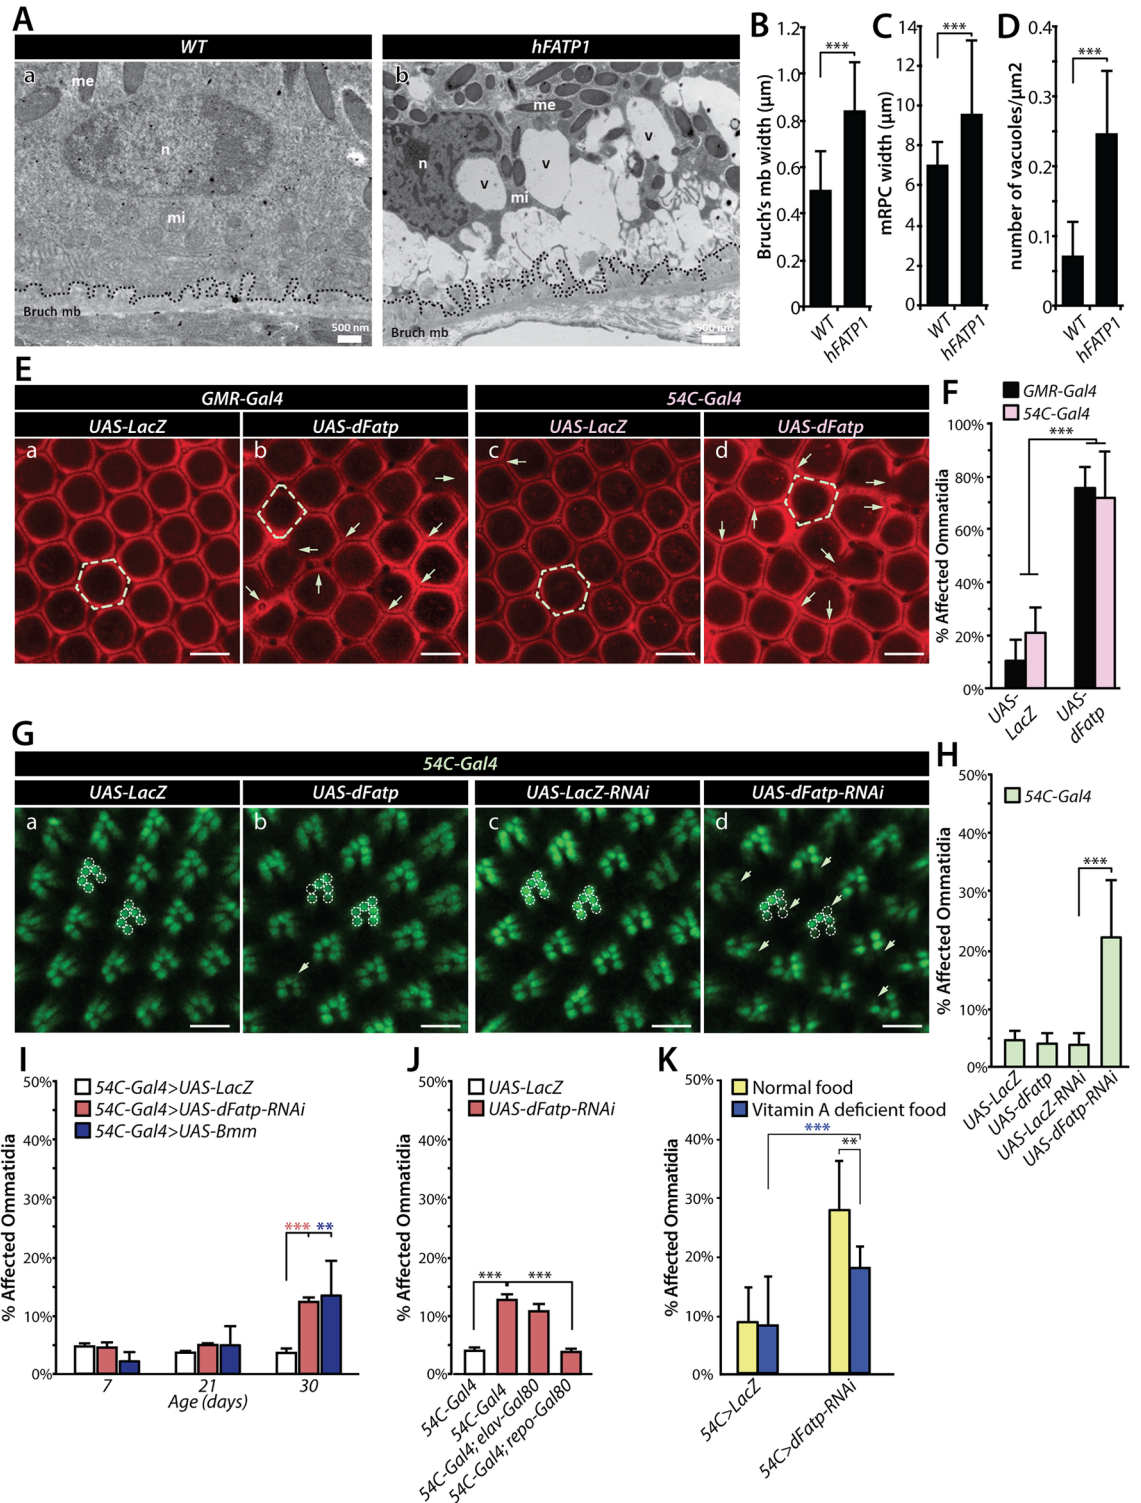 A
WT
hFATP1
a
me
n
mi
Bruch mb
500 nm
b
me
n
v
v
v
mi
Bruch mb
500 nm
B
Bruch's mb width (μm)
1.2
1.0
0.8
0.6
0.4
0.2
0
***
WT
hFATP1
C
mRPC width (μm)
14
12
10
8
6
4
2
0
***
WT
hFATP1
D
number of vacuoles/μm2
0.4
0.3
0.2
0.1
0
***
WT
hFATP1
E
GMR-Gal4
54C-Gal4
UAS-LacZ
UAS-dFatp
UAS-LacZ
UAS-dFatp
a
b
c
d
F
GMR-Gal4
54C-Gal4
% Affected Ommatidia
100%
80%
60%
40%
20%
0%
***
UAS-
LacZ
UAS-
dFatp
G
54C-Gal4
UAS-LacZ
UAS-dFatp
UAS-LacZ-RNAi
UAS-dFatp-RNAi
a
b
c
d
H
54C-Gal4
% Affected Ommatidia
50%
40%
30%
20%
10%
0%
***
UAS-LacZ
UAS-dFatp
UAS-LacZ-RNAi
UAS-dFatp-RNAi
I
54C-Gal4>UAS-LacZ
54C-Gal4>UAS-dFatp-RNAi
54C-Gal4>UAS-Bmm
% Affected Ommatidia
50%
40%
30%
20%
10%
0%
*** **
7
21
30
Age (days)
J
UAS-LacZ
UAS-dFatp-RNAi
% Affected Ommatidia
50%
40%
30%
20%
10%
0%
*** ***
54C-Gal4
54C-Gal4
54C-Gal4; elav-Gal80
54C-Gal4; repo-Gal80
K
Normal food
Vitamin A deficient food
% Affected Ommatidia
50%
40%
30%
20%
10%
0%
***
**
54C>LacZ
54C>dFatp-RNAi